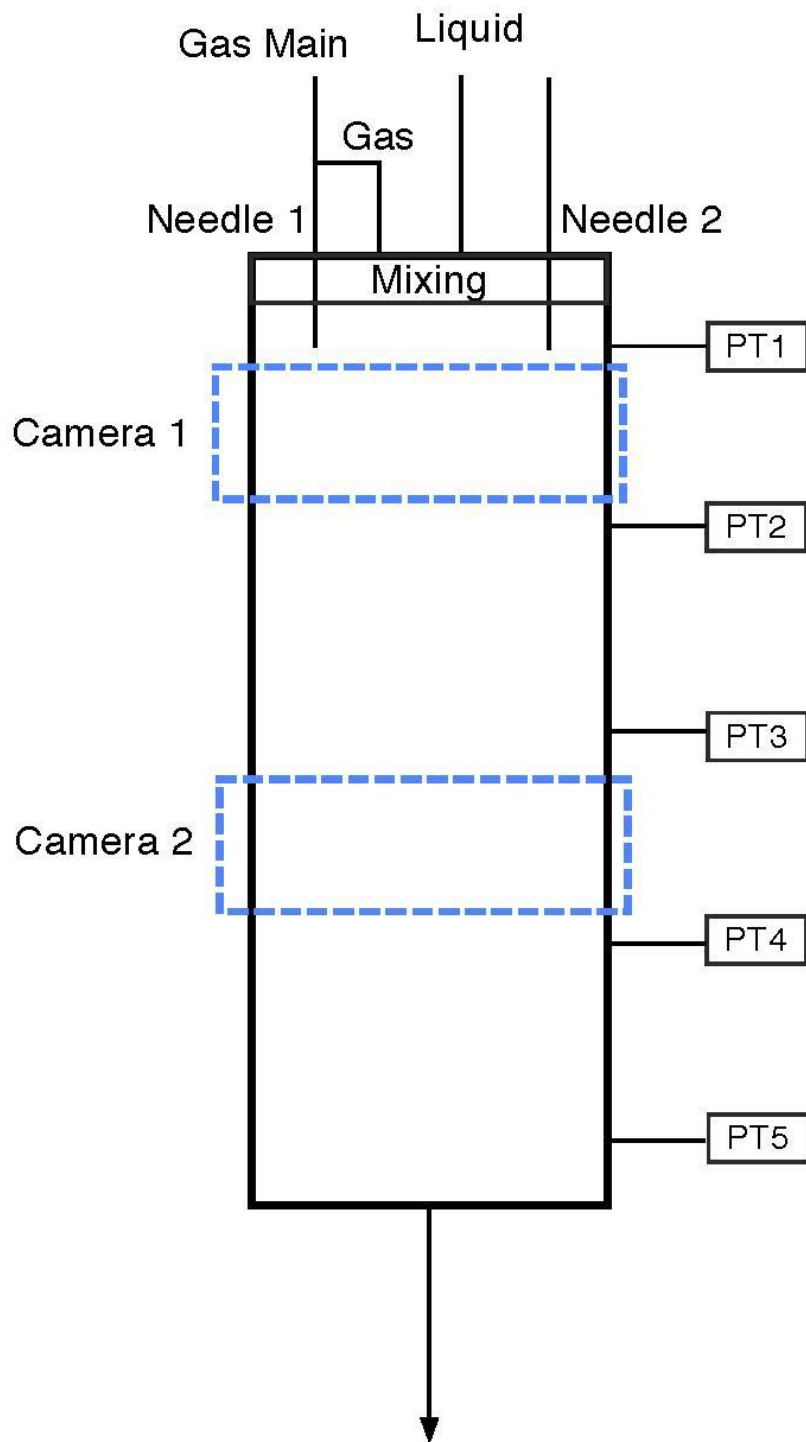 Liquid
Gas Main
Gas
Needle 1
Needle 2
Mixing
PT1
Camera 1
PT2
PT3
Camera 2
PT4
PT5